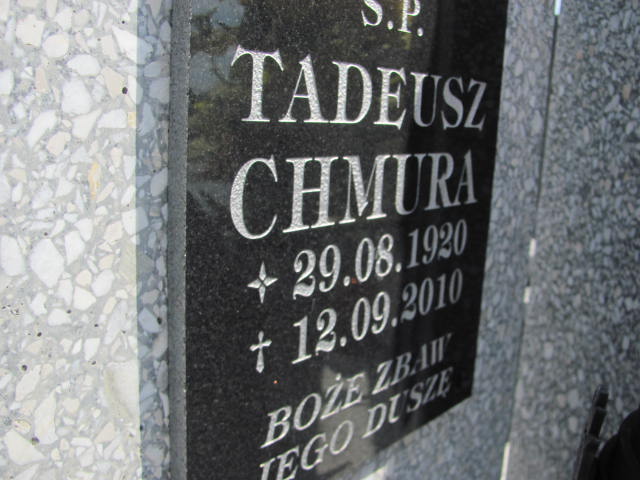 Ś.P.
TADEUSZ
CHMURA
29.08.1920
† 12.09.2010
BOŻE ZBAW
JEGO DUSZĘ